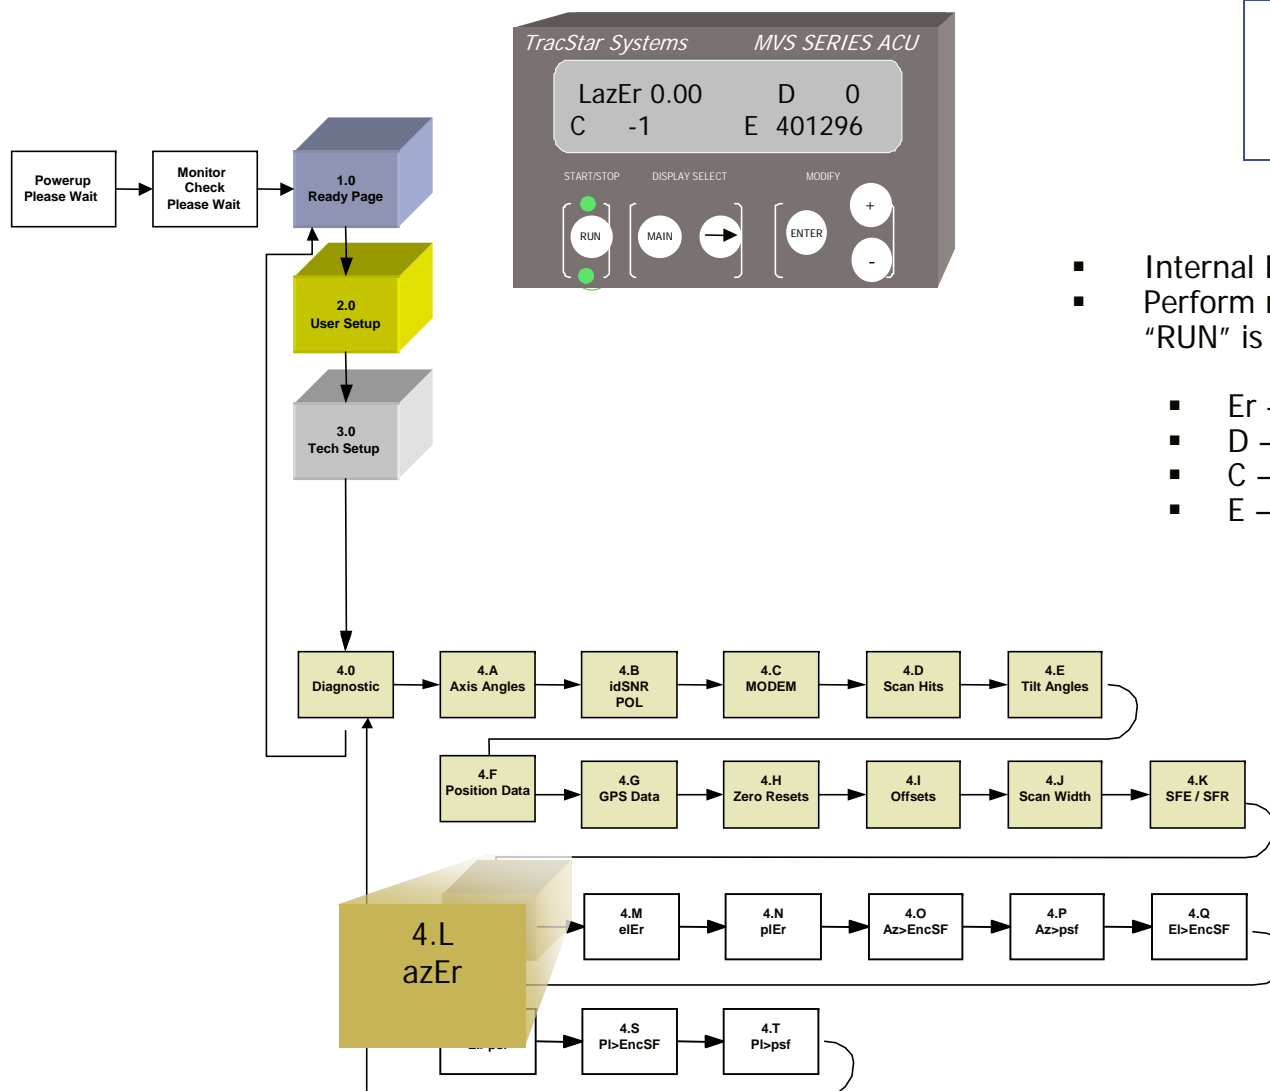 TracStar Systems MVS SERIES ACU
LazEr 0.00 D 0
C -1 E 401296
START/STOP DISPLAY SELECT MODIFY
RUN MAIN ENTER + -
Powerup
Please Wait
Monitor
Check
Please Wait
1.0
Ready Page
2.0
User Setup
3.0
Tech Setup
▪ Internal
▪ Perform
“RUN” is
▪ Er -
▪ D –
▪ C –
▪ E –
4.0
Diagnostic
4.A
Axis Angles
4.B
idSNR
POL
4.C
MODEM
4.D
Scan Hits
4.E
Tilt Angles
4.F
Position Data
4.G
GPS Data
4.H
Zero Resets
4.I
Offsets
4.J
Scan Width
4.K
SFE / SFR
4.L
azEr
4.M
elEr
4.N
plEr
4.O
Az>EncSF
4.P
Az>psf
4.Q
El>EncSF
4.S
Pl>EncSF
4.T
Pl>psf